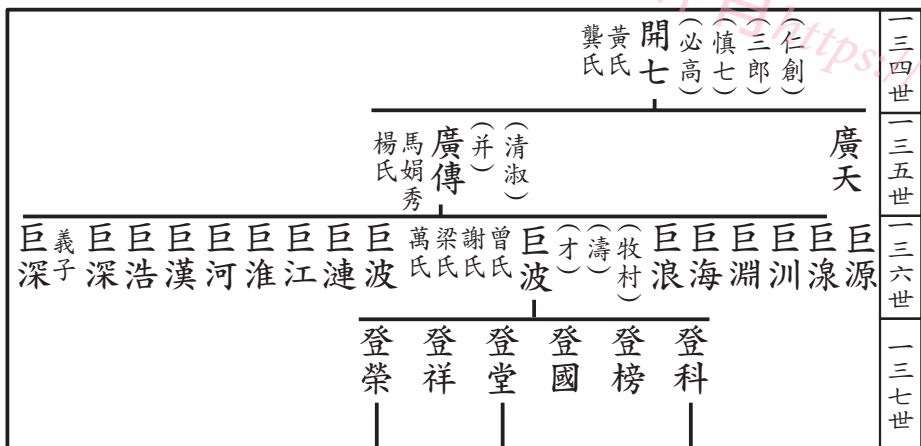 一三四世
（仁創）
（三郎）
（慎七）
（必高）
開七
黃氏
龔氏
一三五世
廣天
（清淑）
（并）
廣傳
馬娟秀
楊氏
一三六世
巨源
巨湶
巨汌
巨淵
巨海
巨浪
（牧村）
（濤）
（才）
巨波
曾氏
謝氏
梁氏
萬氏
巨波
巨漣
巨江
巨淮
巨河
巨漢
巨浩
巨深
義子
巨深
一三七世
登科
登榜
登國
登堂
登祥
登榮
https://